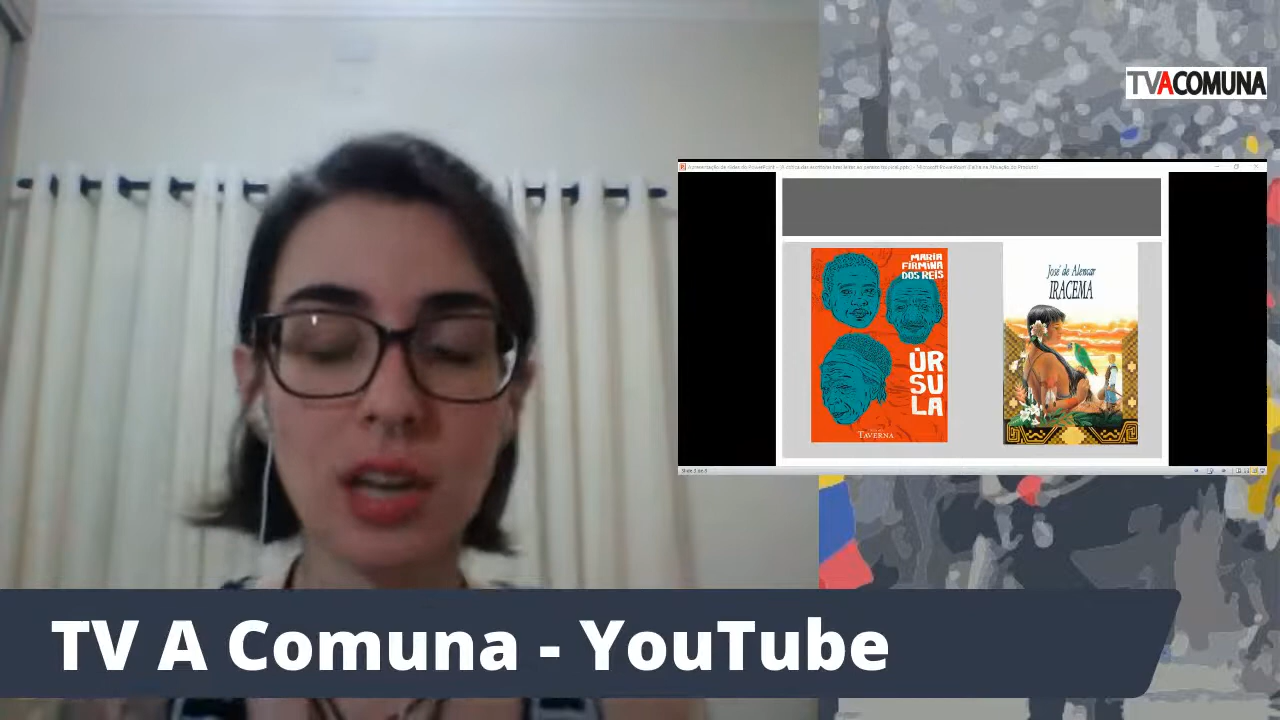 TVACOMUNA
MARIA
FIRMINA
DOS REIS
ÚR
SU
LA
TAVERNA
José de Alencar
IRACEMA
TV A Comuna - YouTube